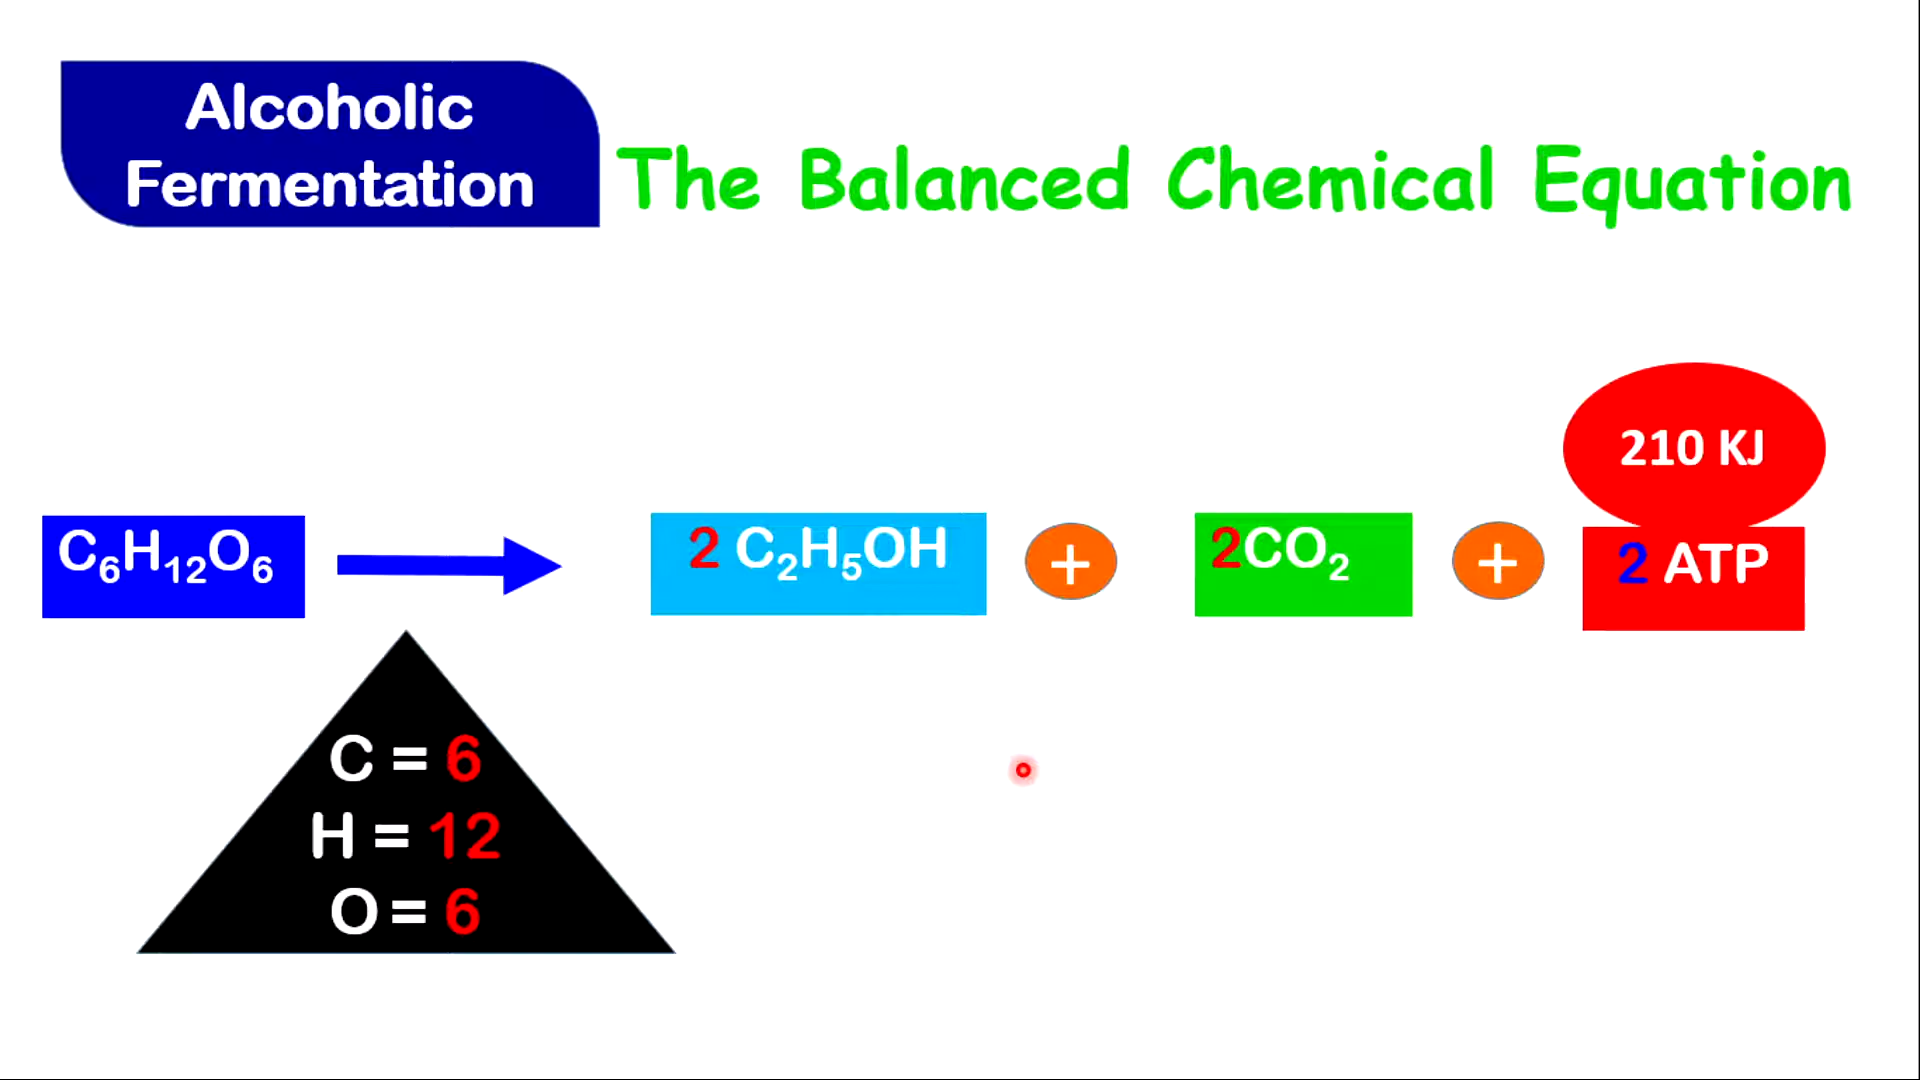 Alcoholic
Fermentation
The Balanced Chemical Equation
210 KJ
C₆H₁₂O₆ 2 C₂H₅OH + 2CO₂ + 2 ATP
C = 6
H = 12
O = 6